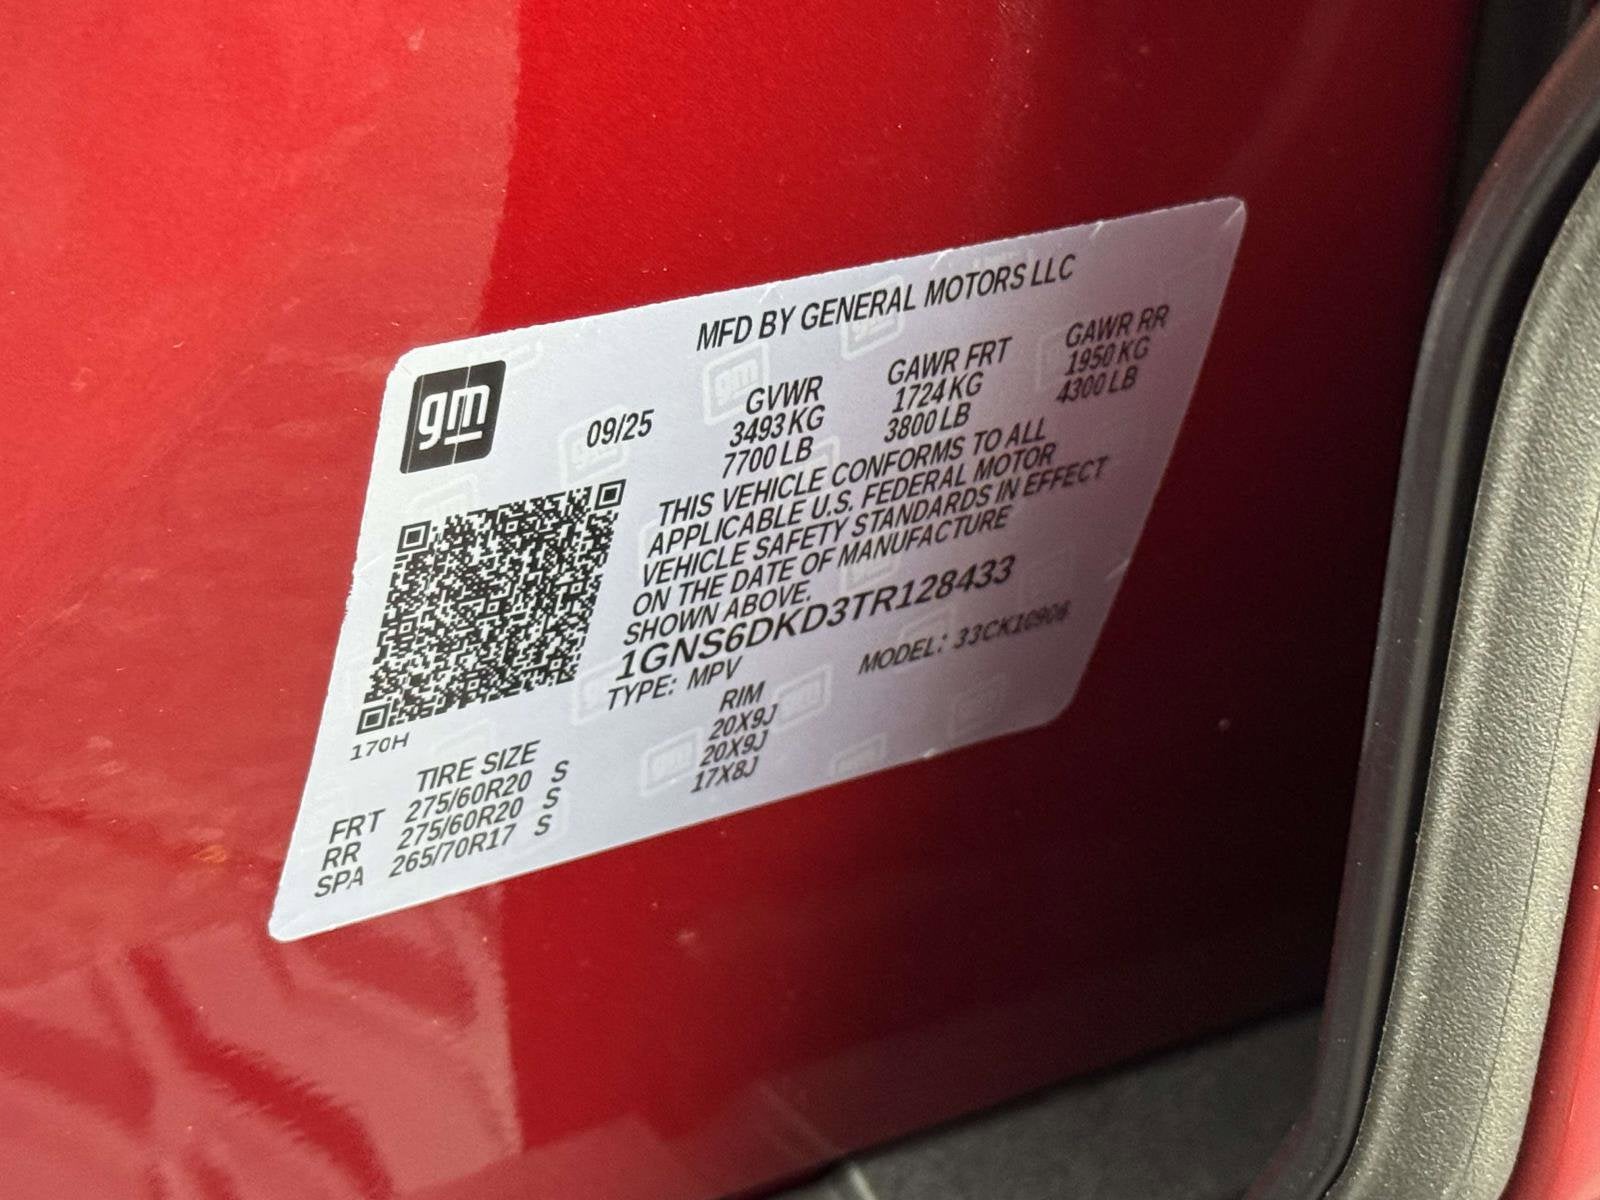 MFD BY GENERAL MOTORS LLC
gm
09/25
GVWR GAWR FRT GAWR RR
3493 KG 1724 KG 1950 KG
7700 LB 3800 LB 4300 LB
THIS VEHICLE CONFORMS TO ALL
APPLICABLE U.S. FEDERAL MOTOR
VEHICLE SAFETY STANDARDS IN EFFECT
ON THE DATE OF MANUFACTURE
SHOWN ABOVE.
1GNS6DKD3TR128433
TYPE: MPV MODEL: 33CK10906
170H
TIRE SIZE RIM
FRT 275/60R20 S 20X9J
RR 275/60R20 S 20X9J
SPA 265/70R17 S 17X8J